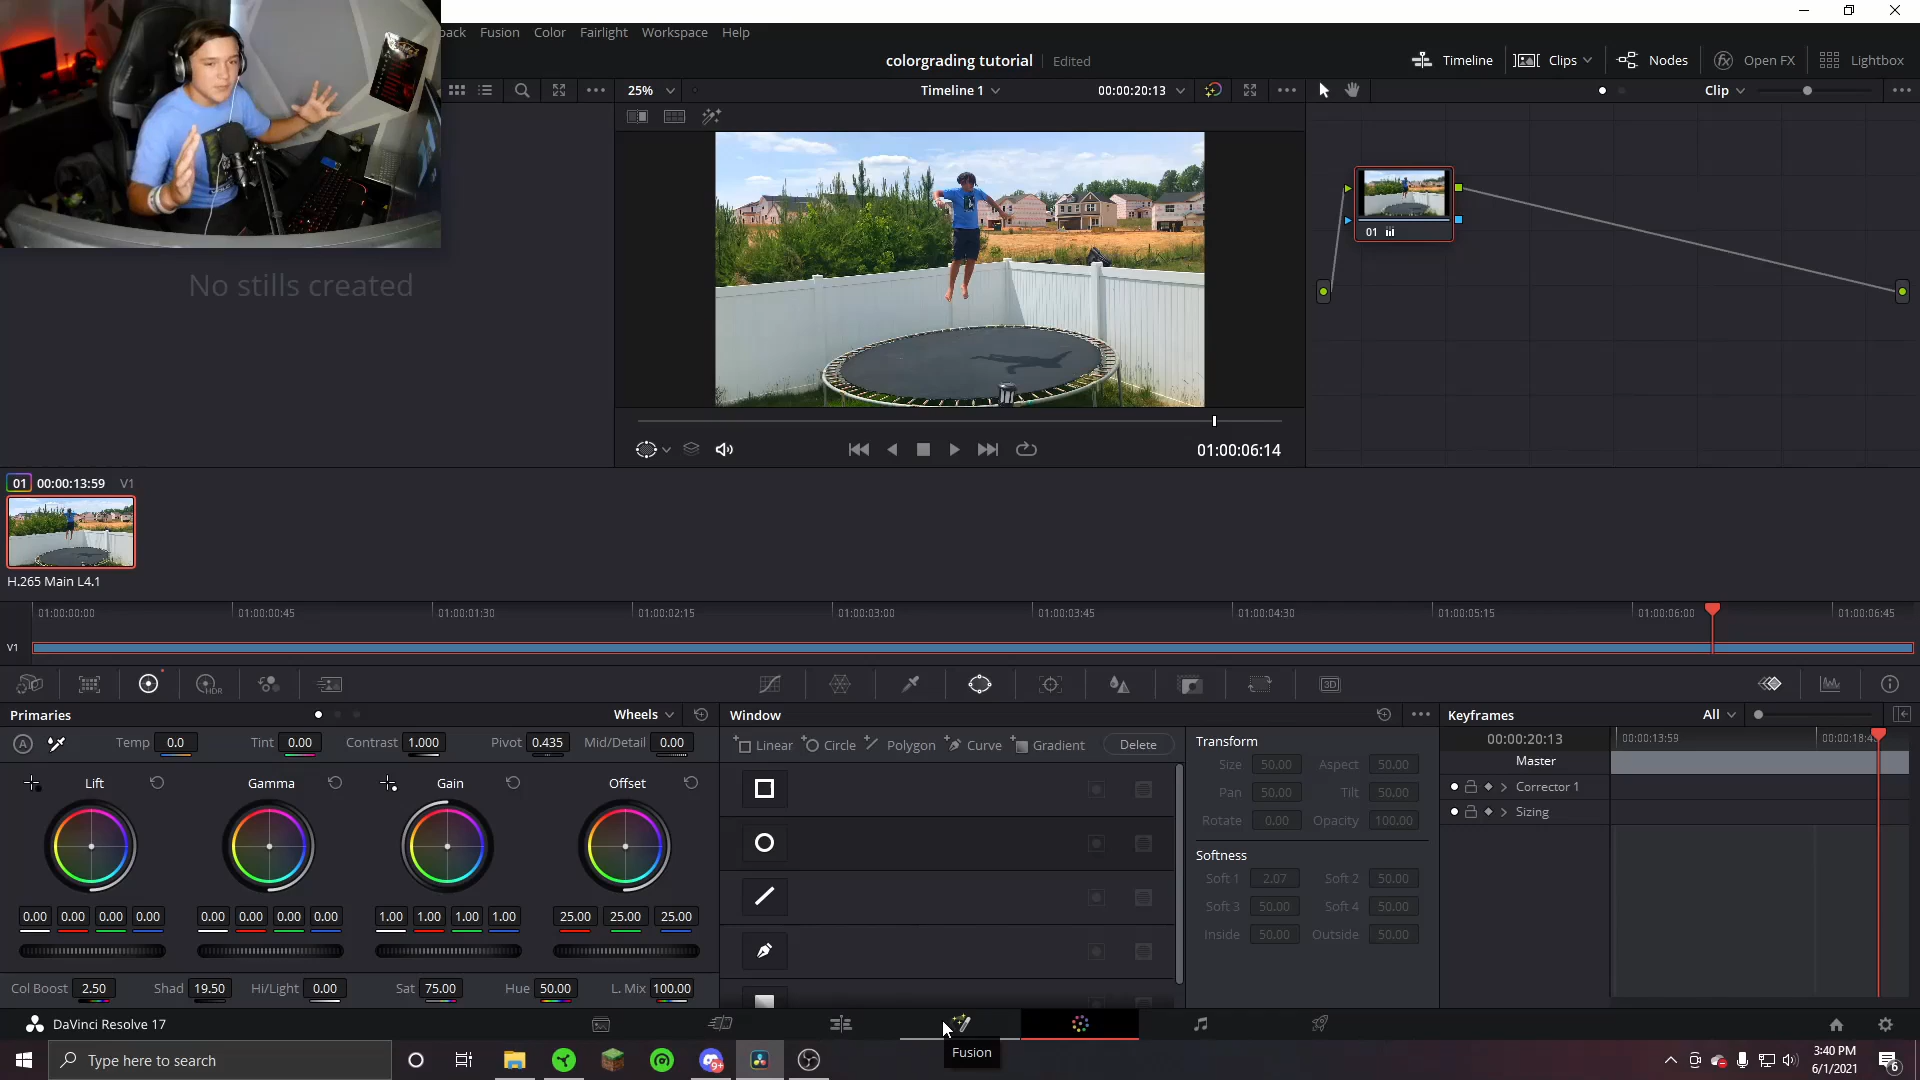 back Fusion Color Fairlight Workspace Help
colorgrading tutorial Edited
Timeline Clips Nodes Open FX Lightbox
25% Timeline 1 00:00:20:13 Clip
01
No stills created
01:00:06:14
01 00:00:13:59 V1
H.265 Main L4.1
01:00:00:00 01:00:00:45 01:00:01:30 01:00:02:15 01:00:03:00 01:00:03:45 01:00:04:30 01:00:05:15 01:00:06:00 01:00:06:45
V1
HDR 3D
Primaries Wheels Window Keyframes All
A Temp 0.0 Tint 0.00 Contrast 1.000 Pivot 0.435 Mid/Detail 0.00
Linear Circle Polygon Curve Gradient Delete
Transform
Size 50.00 Aspect 50.00
Pan 50.00 Tilt 50.00
Rotate 0.00 Opacity 100.00
Softness
Soft 1 2.07 Soft 2 50.00
Soft 3 50.00 Soft 4 50.00
Inside 50.00 Outside 50.00
00:00:20:13 00:00:13:59 00:00:18:4
Master
Corrector 1
Sizing
Lift Gamma Gain Offset
0.00 0.00 0.00 0.00 0.00 0.00 0.00 0.00 1.00 1.00 1.00 1.00 25.00 25.00 25.00
Col Boost 2.50 Shad 19.50 Hi/Light 0.00 Sat 75.00 Hue 50.00 L. Mix 100.00
DaVinci Resolve 17
Fusion
Type here to search
9+
3:40 PM
6/1/2021
6